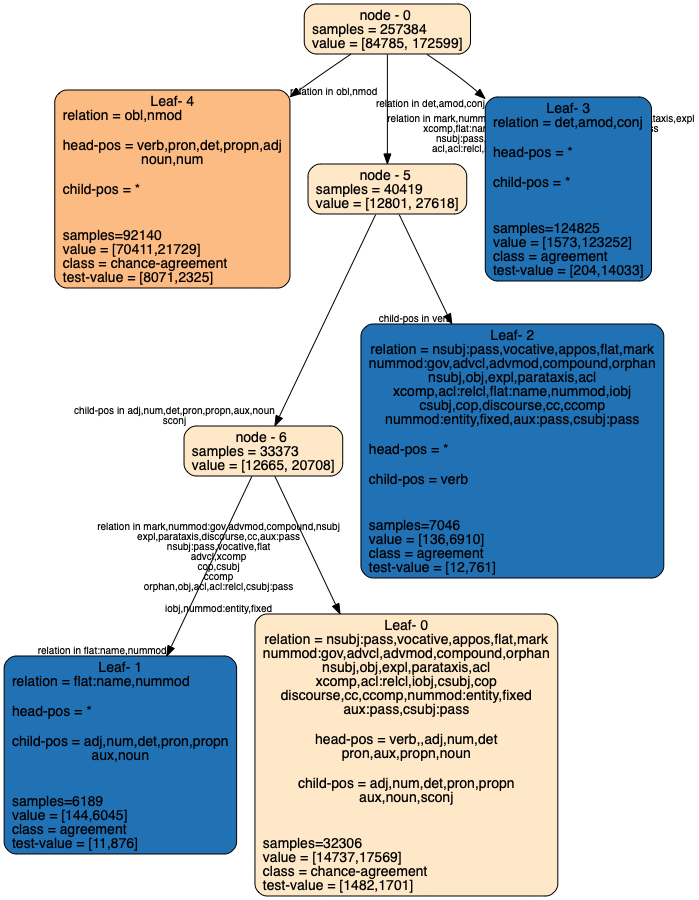 node - 0
samples = 257384
value = [84785, 172599]
relation in obl,nmod
relation in det,amod,conj
relation in mark,numm
xcomp,flat:nam
nsubj:pass,
acl,acl:relcl,
ataxis,expl
ss
Leaf- 4
relation = obl,nmod
head-pos = verb,pron,det,propn,adj
noun,num
child-pos = *
samples=92140
value = [70411,21729]
class = chance-agreement
test-value = [8071,2325]
Leaf- 3
relation = det,amod,conj
head-pos = *
child-pos = *
samples=124825
value = [1573,123252]
class = agreement
test-value = [204,14033]
node - 5
samples = 40419
value = [12801, 27618]
child-pos in verb
Leaf- 2
relation = nsubj:pass,vocative,appos,flat,mark
nummod:gov,advcl,advmod,compound,orphan
nsubj,obj,expl,parataxis,acl
xcomp,acl:relcl,flat:name,nummod,iobj
csubj,cop,discourse,cc,ccomp
nummod:entity,fixed,aux:pass,csubj:pass
head-pos = *
child-pos = verb
samples=7046
value = [136,6910]
class = agreement
test-value = [12,761]
child-pos in adj,num,det,pron,propn,aux,noun
sconj
node - 6
samples = 33373
value = [12665, 20708]
relation in mark,nummod:gov,advmod,compound,nsubj
expl,parataxis,discourse,cc,aux:pass
nsubj:pass,vocative,flat
advcl,xcomp
cop,csubj
ccomp
orphan,obj,acl,acl:relcl,csubj:pass
iobj,nummod:entity,fixed
relation in flat:name,nummod
Leaf- 1
relation = flat:name,nummod
head-pos = *
child-pos = adj,num,det,pron,propn
aux,noun
samples=6189
value = [144,6045]
class = agreement
test-value = [11,876]
Leaf- 0
relation = nsubj:pass,vocative,appos,flat,mark
nummod:gov,advcl,advmod,compound,orphan
nsubj,obj,expl,parataxis,acl
xcomp,acl:relcl,iobj,csubj,cop
discourse,cc,ccomp,nummod:entity,fixed
aux:pass,csubj:pass
head-pos = verb,,adj,num,det
pron,aux,propn,noun
child-pos = adj,num,det,pron,propn
aux,noun,sconj
samples=32306
value = [14737,17569]
class = chance-agreement
test-value = [1482,1701]